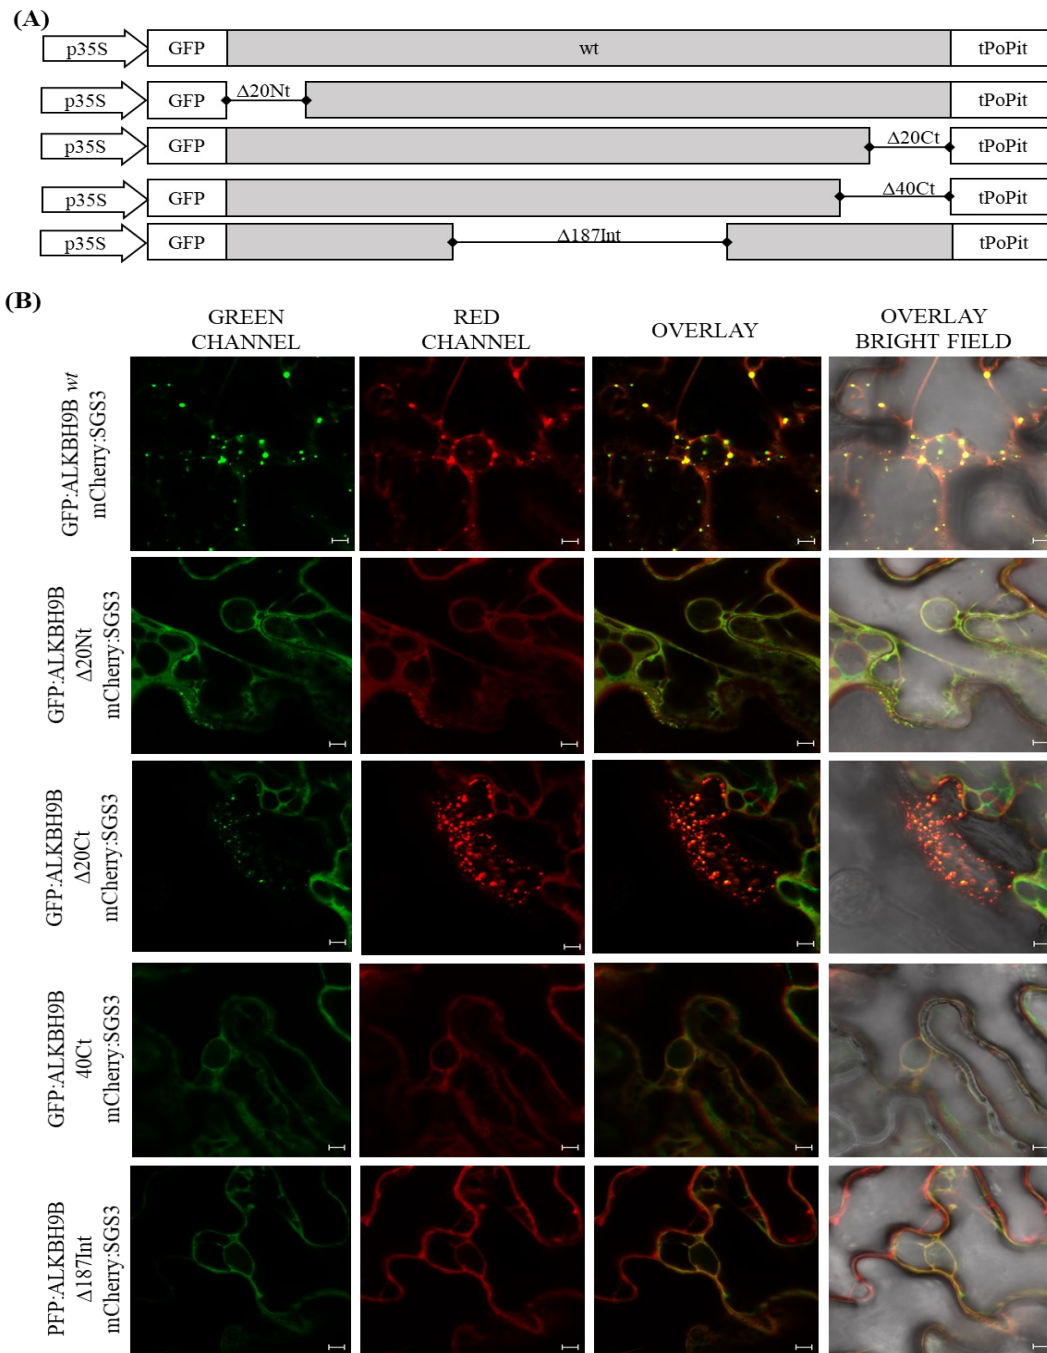 (A)
p35S GFP wt tPoPit
p35S GFP Δ20Nt tPoPit
p35S GFP Δ20Ct tPoPit
p35S GFP Δ40Ct tPoPit
p35S GFP Δ187Int tPoPit
(B)
GREEN
CHANNEL
RED
CHANNEL
OVERLAY
OVERLAY
BRIGHT FIELD
GFP:ALKBH9B wt
mCherry:SGS3
GFP:ALKBH9B
Δ20Nt
mCherry:SGS3
GFP:ALKBH9B
Δ20Ct
mCherry:SGS3
GFP:ALKBH9B
40Ct
mCherry:SGS3
PFP:ALKBH9B
Δ187Int
mCherry:SGS3